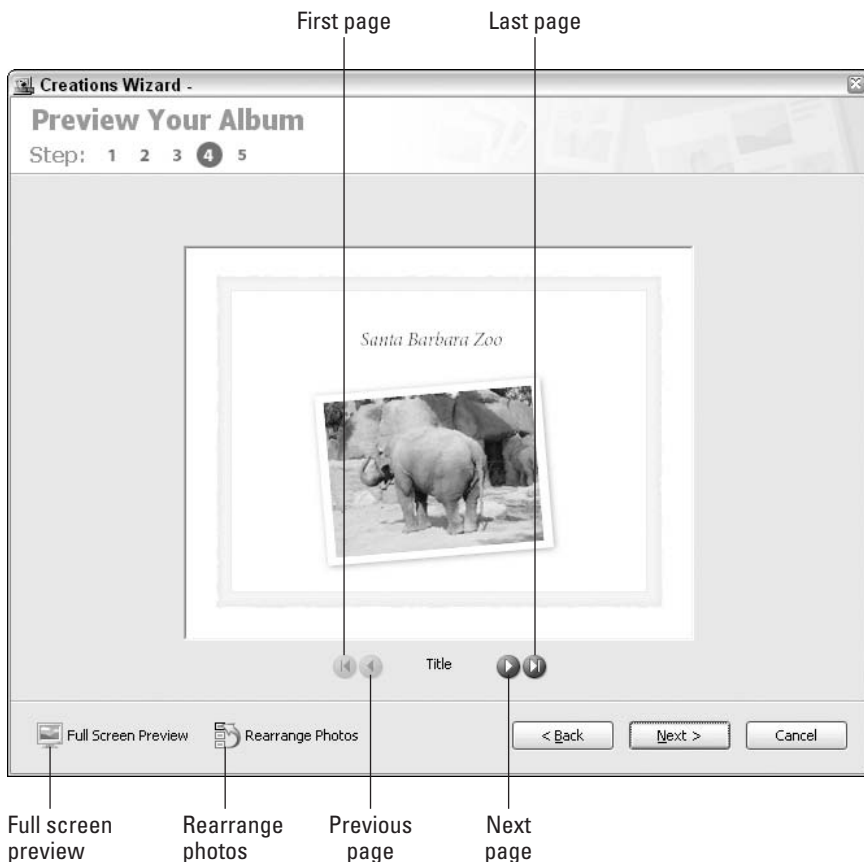 First page Last page
Creations Wizard -
Preview Your Album
Step: 1 2 3 4 5
Santa Barbara Zoo
Title
Full Screen Preview Rearrange Photos < Back Next > Cancel
Full screen preview
Rearrange photos
Previous page
Next page